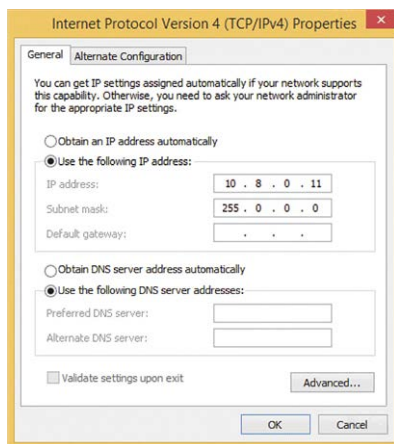 Internet Protocol Version 4 (TCP/IPv4) Properties
General
Alternate Configuration
You can get IP settings assigned automatically if your network supports
this capability. Otherwise, you need to ask your network administrator
for the appropriate IP settings.
Obtain an IP address automatically
Use the following IP address:
IP address: 10 . 8 . 0 . 11
Subnet mask: 255 . 0 . 0 . 0
Default gateway: . . .
Obtain DNS server address automatically
Use the following DNS server addresses:
Preferred DNS server:
Alternate DNS server:
Validate settings upon exit
Advanced...
OK
Cancel